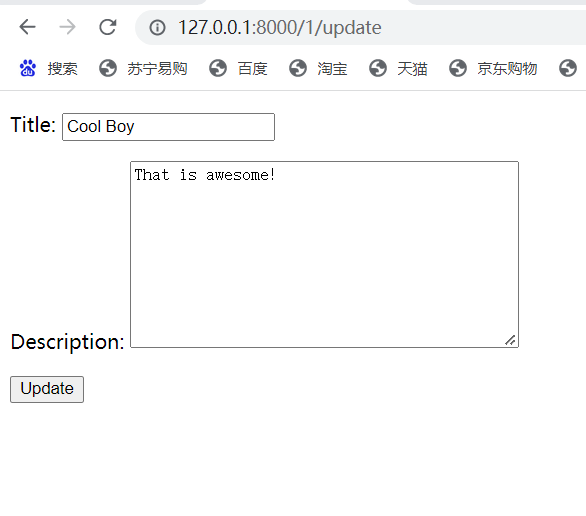 127.0.0.1:8000/1/update
搜索 苏宁易购 百度 淘宝 天猫 京东购物
Title: Cool Boy
That is awesome!
Description:
Update